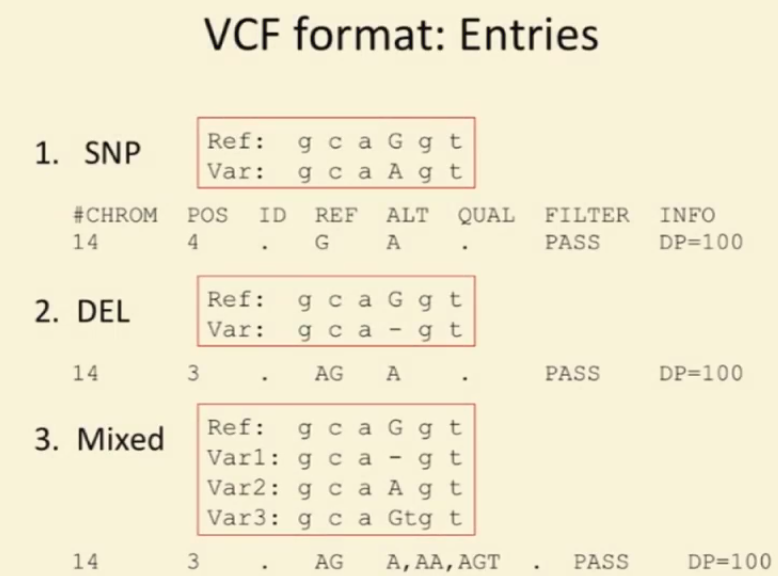 VCF format: Entries
1. SNP
Ref: g c a G g t
Var: g c a A g t
#CHROM POS ID REF ALT QUAL FILTER INFO
14 4 . G A . PASS DP=100
2. DEL
Ref: g c a G g t
Var: g c a - g t
14 3 . AG A . PASS DP=100
3. Mixed
Ref: g c a G g t
Var1: g c a - g t
Var2: g c a A g t
Var3: g c a Gtg t
14 3 . AG A,AA,AGT . PASS DP=100